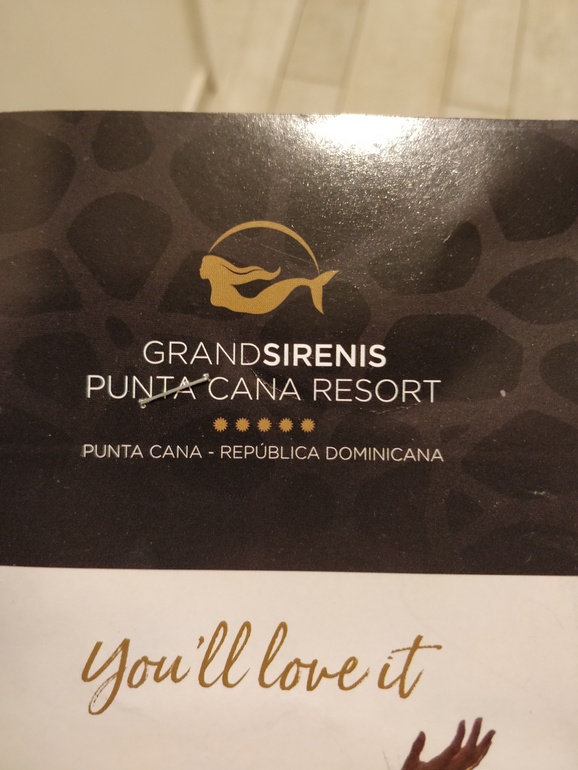 GRANDSIRENIS
PUNTA CANA RESORT
PUNTA CANA - REPÚBLICA DOMINICANA
You'll love it